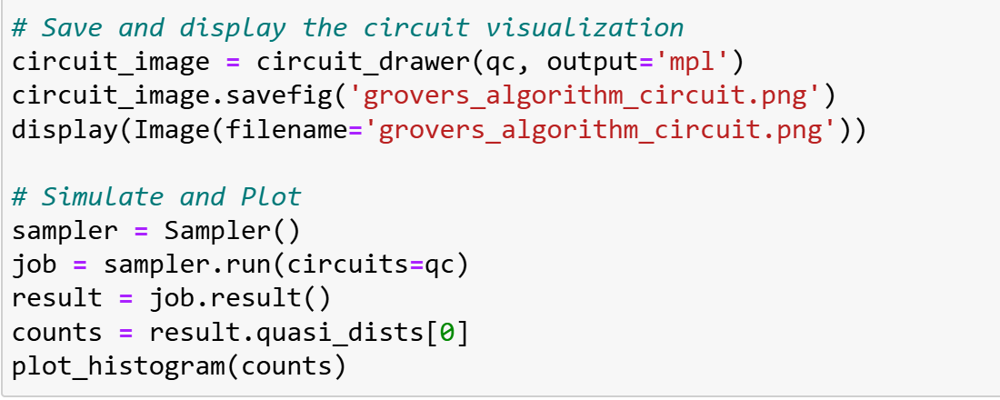 # Save and display the circuit visualization
circuit_image = circuit_drawer(qc, output='mpl')
circuit_image.savefig('grovers_algorithm_circuit.png')
display(Image(filename='grovers_algorithm_circuit.png'))

# Simulate and Plot
sampler = Sampler()
job = sampler.run(circuits=qc)
result = job.result()
counts = result.quasi_dists[0]
plot_histogram(counts)